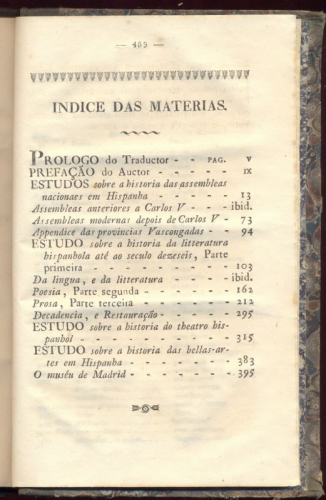 — 409 —
INDICE DAS MATERIAS.
PROLOGO do Traductor - - PAG. V
PREFAÇÃO do Auctor - - - - IX
ESTUDOS sobre a historia das assembleas
nacionaes em Hispanha - - - - 13
Assembleas anteriores a Carlos V - - ibid.
Assembleas modernas depois de Carlos V - 73
Appendice das provincias Vascongadas - - 94
ESTUDO sobre a historia da litteratura
hispanhola até ao seculo dezeseis, Parte
primeira - - - - - - - 103
Da lingua, e da litteratura - - - ibid.
Poesia, Parte segunda - - - - 162
Prosa, Parte terceira - - - - 212
Decadencia, e Restauração - - - - 295
ESTUDO sobre a historia do theatro his-
panhol - - - - - - - 315
ESTUDO sobre a historia das bellas-ar-
tes em Hispanha - - - - - - 383
O muséu de Madrid - - - - - 395